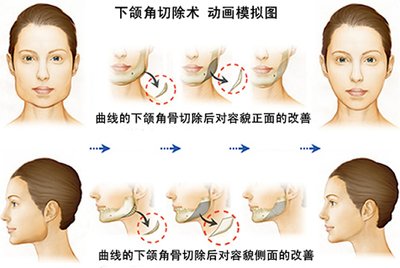 下颌角切除术 动画模拟图
曲线的下颌角骨切除后对容貌正面的改善
曲线的下颌角骨切除后对容貌侧面的改善